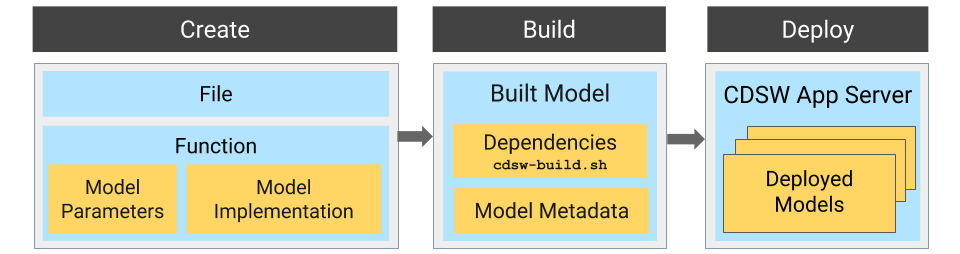 Create
File
Function
Model
Parameters
Model
Implementation
Build
Built Model
Dependencies
cdsw-build.sh
Model Metadata
Deploy
CDSW App Server
Deployed
Models